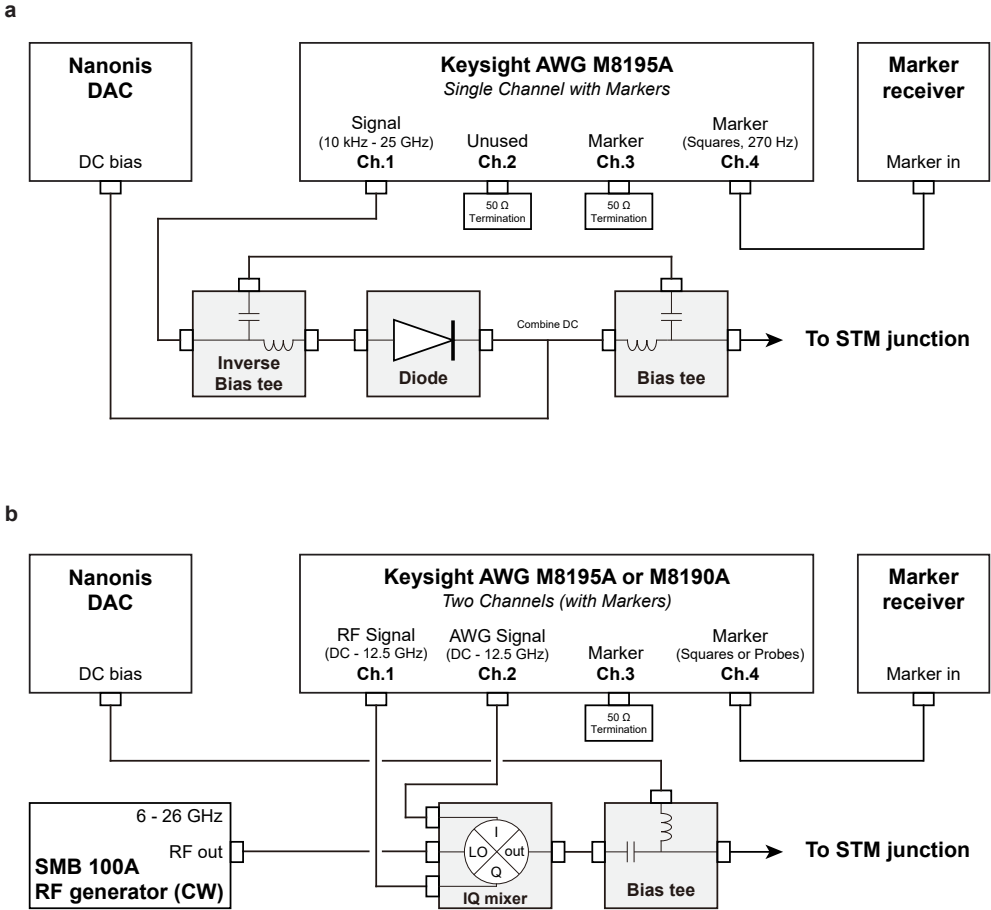 a
Nanonis
DAC
DC bias
Keysight AWG M8195A
Single Channel with Markers
Signal
(10 kHz - 25 GHz)
Ch.1
Unused
Ch.2
Marker
Ch.3
Marker
(Squares, 270 Hz)
Ch.4
Marker
receiver
Marker in
50 Ω
Termination
50 Ω
Termination
Inverse
Bias tee
Diode
Combine DC
Bias tee
To STM junction
b
Nanonis
DAC
DC bias
Keysight AWG M8195A or M8190A
Two Channels (with Markers)
RF Signal
(DC - 12.5 GHz)
Ch.1
AWG Signal
(DC - 12.5 GHz)
Ch.2
Marker
Ch.3
Marker
(Squares or Probes)
Ch.4
Marker
receiver
Marker in
50 Ω
Termination
6 - 26 GHz
RF out
SMB 100A
RF generator (CW)
I
LO
out
Q
IQ mixer
Bias tee
To STM junction